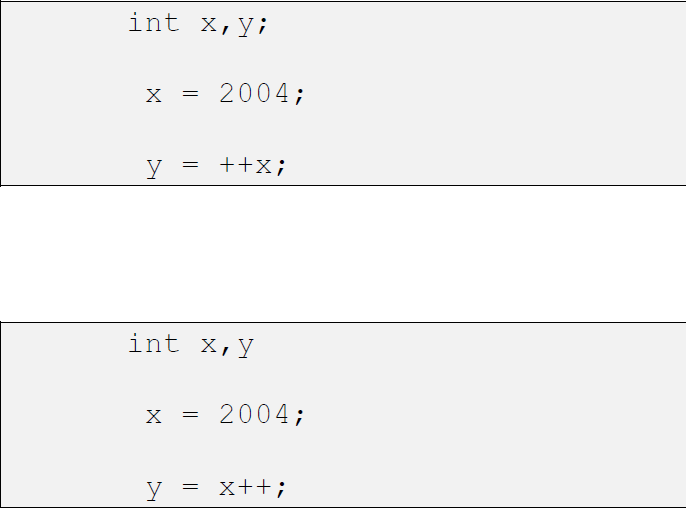 int x,y;
x = 2004;
y = ++x;
int x,y
x = 2004;
y = x++;